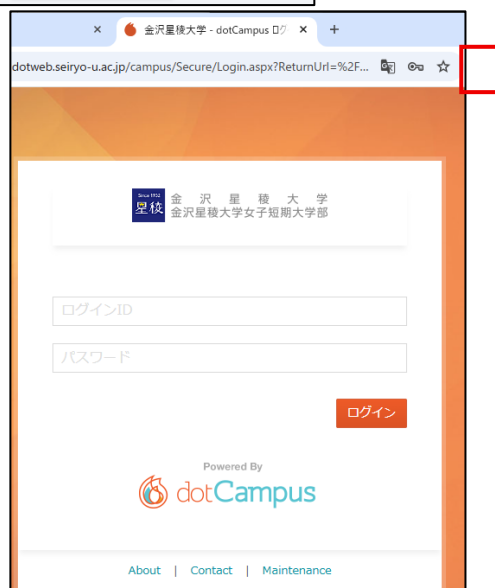 金沢星稜大学 - dotCampus ログ
dotweb.seiryo-u.ac.jp/campus/Secure/Login.aspx?ReturnUrl=%2F...
Since 1932
星稜
金沢星稜大学
金沢星稜大学女子短期大学部
ログインID
パスワード
ログイン
Powered By
dotCampus
About | Contact | Maintenance